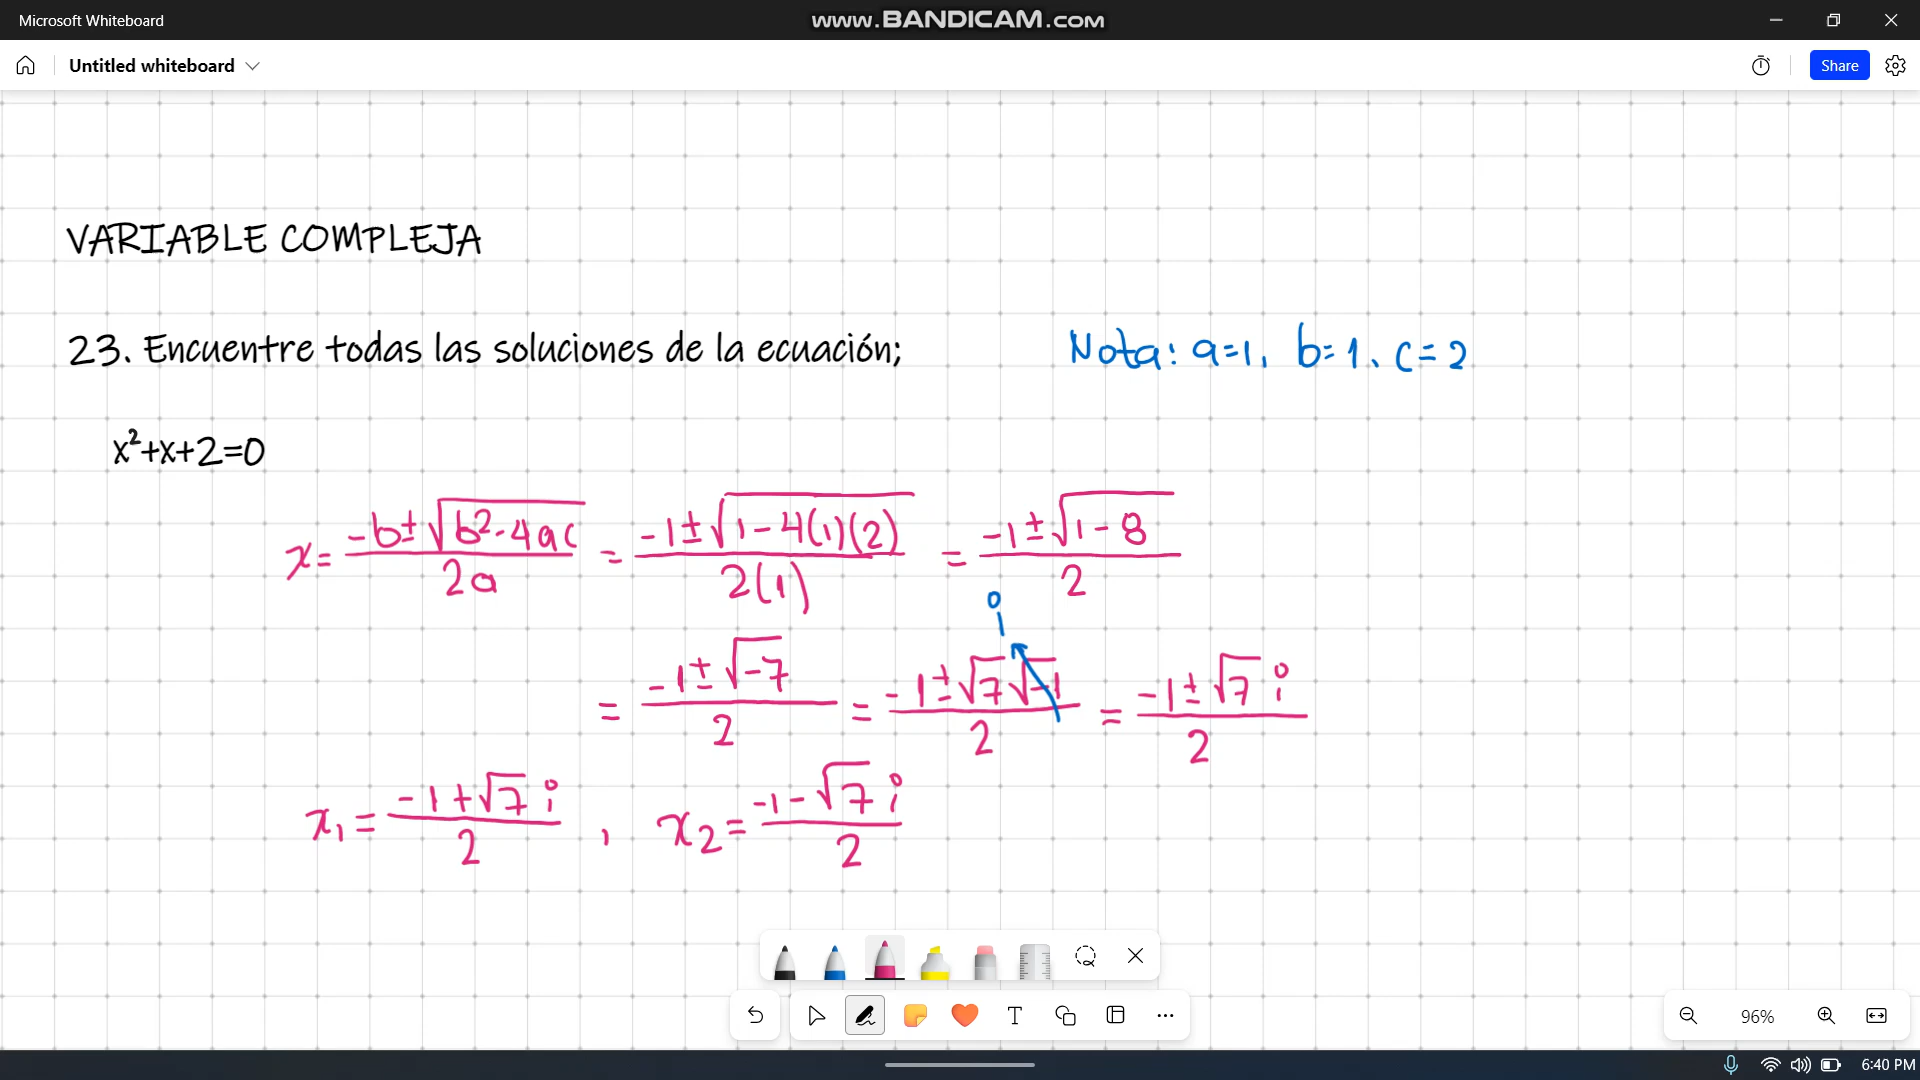 Microsoft Whiteboard
www.BANDICAM.com
Untitled whiteboard
Share
VARIABLE COMPLEJA
23. Encuentre todas las soluciones de la ecuación;
Nota: a=1, b=1, c=2
x²+x+2=0
x= (-b±√(b²-4ac))/(2a) = (-1±√(1-4(1)(2)))/(2(1)) = (-1±√(1-8))/2
i
= (-1±√-7)/2 = (-1±√7√-1)/2 = (-1±√7 i)/2
x₁= (-1+√7 i)/2 , x₂= (-1-√7 i)/2
96%
6:40 PM